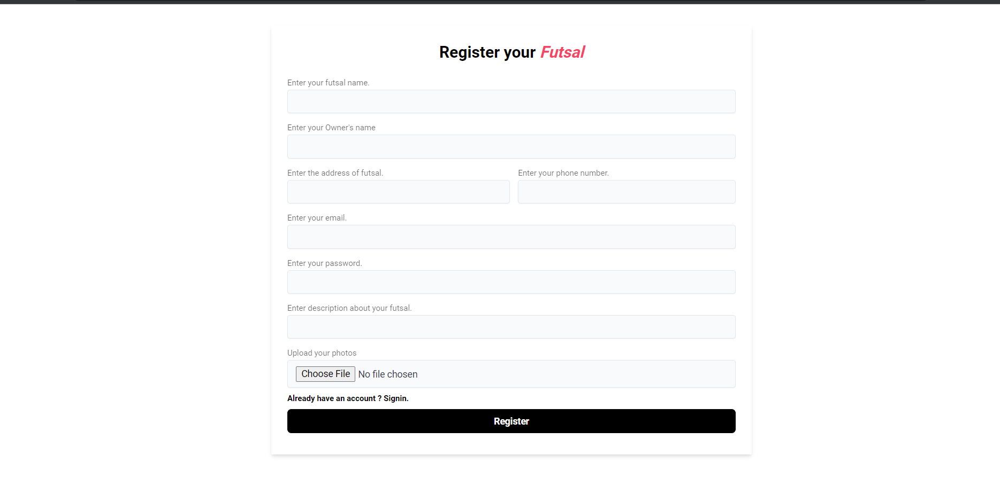 Register your Futsal
Enter your futsal name.
Enter your Owner's name
Enter the address of futsal.
Enter your phone number.
Enter your email.
Enter your password.
Enter description about your futsal.
Upload your photos
Choose File No file chosen
Already have an account ? Signin.
Register